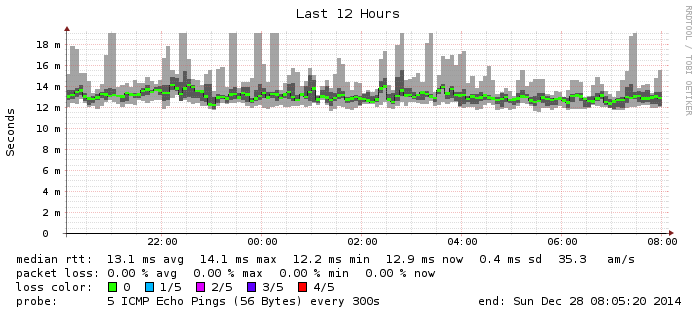 Last 12 Hours
RRDTOOL / TOBI OETIKER
Seconds
18 m
16 m
14 m
12 m
10 m
8 m
6 m
4 m
2 m
0
22:00 00:00 02:00 04:00 06:00 08:00
median rtt: 13.1 ms avg 14.1 ms max 12.2 ms min 12.9 ms now 0.4 ms sd 35.3 am/s
packet loss: 0.00 % avg 0.00 % max 0.00 % min 0.00 % now
loss color: 0 1/5 2/5 3/5 4/5
probe: 5 ICMP Echo Pings (56 Bytes) every 300s end: Sun Dec 28 08:05:20 2014